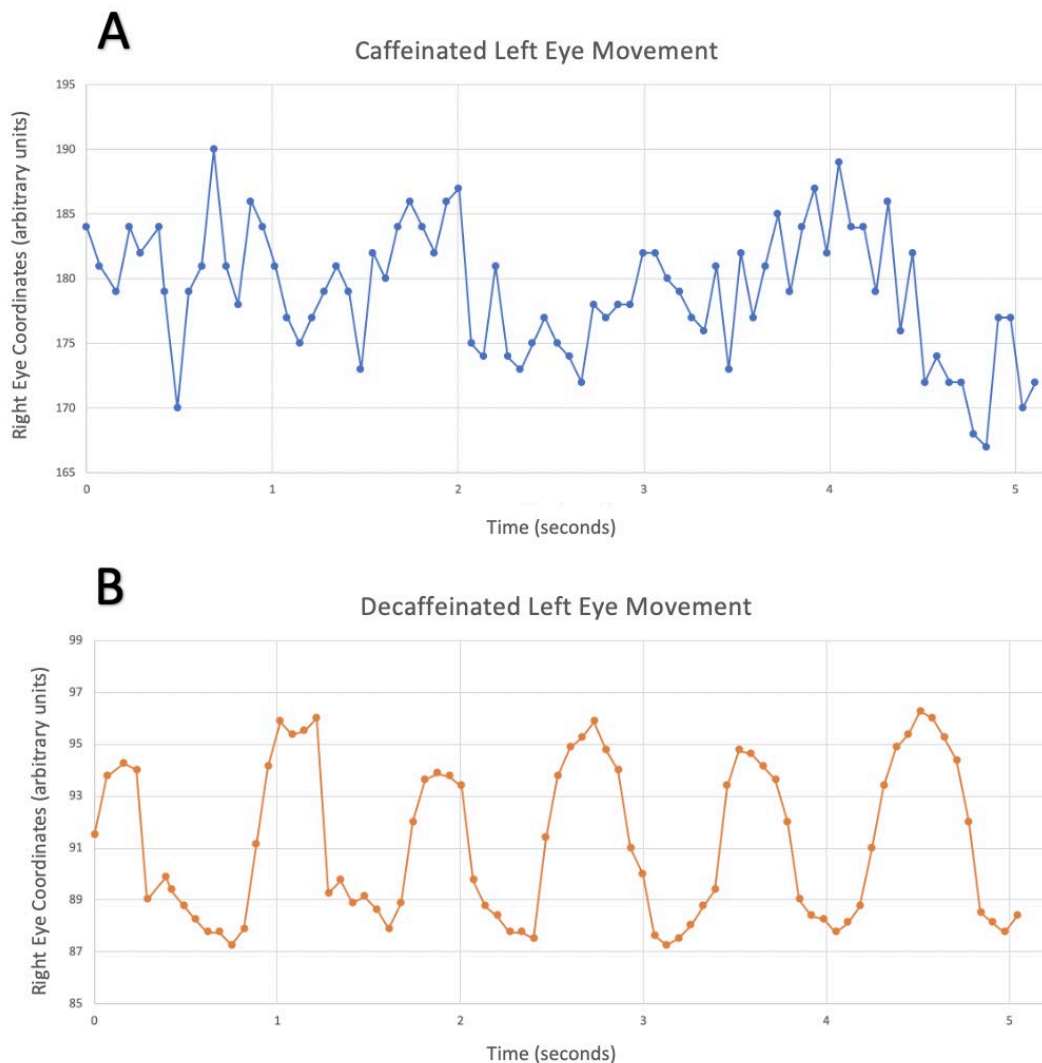 A
Caffeinated Left Eye Movement
Right Eye Coordinates (arbitrary units)
195
190
185
180
175
170
165
0 1 2 3 4 5
Time (seconds)
B
Decaffeinated Left Eye Movement
Right Eye Coordinates (arbitrary units)
99
97
95
93
91
89
87
85
0 1 2 3 4 5
Time (seconds)